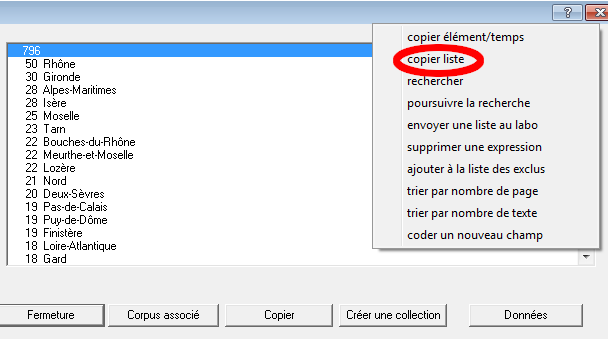 ?
796
50 Rhône
30 Gironde
28 Alpes-Maritimes
28 Isère
25 Moselle
23 Tarn
22 Bouches-du-Rhône
22 Meurthe-et-Moselle
22 Lozère
21 Nord
20 Deux-Sèvres
19 Pas-de-Calais
19 Puy-de-Dôme
19 Finistère
18 Loire-Atlantique
18 Gard
copier élément/temps
copier liste
rechercher
poursuivre la recherche
envoyer une liste au labo
supprimer une expression
ajouter à la liste des exclus
trier par nombre de page
trier par nombre de texte
coder un nouveau champ
Fermeture Corpus associé Copier Créer une collection Données